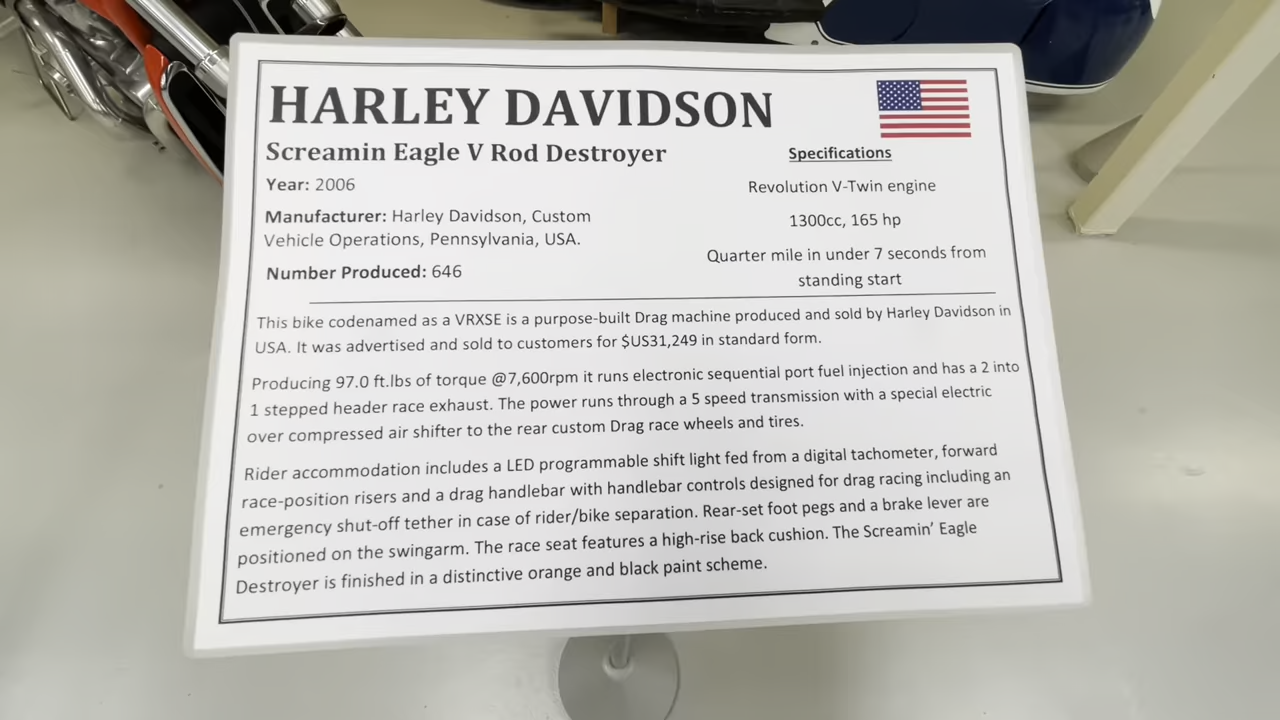 HARLEY DAVIDSON
Screamin Eagle V Rod Destroyer
Year: 2006
Manufacturer: Harley Davidson, Custom
Vehicle Operations, Pennsylvania, USA.
Number Produced: 646
Specifications
Revolution V-Twin engine
1300cc, 165 hp
Quarter mile in under 7 seconds from
standing start
This bike codenamed as a VRXSE is a purpose-built Drag machine produced and sold by Harley Davidson in
USA. It was advertised and sold to customers for $US31,249 in standard form.
Producing 97.0 ft.lbs of torque @7,600rpm it runs electronic sequential port fuel injection and has a 2 into
1 stepped header race exhaust. The power runs through a 5 speed transmission with a special electric
over compressed air shifter to the rear custom Drag race wheels and tires.
Rider accommodation includes a LED programmable shift light fed from a digital tachometer, forward
race-position risers and a drag handlebar with handlebar controls designed for drag racing including an
emergency shut-off tether in case of rider/bike separation. Rear-set foot pegs and a brake lever are
positioned on the swingarm. The race seat features a high-rise back cushion. The Screamin’ Eagle
Destroyer is finished in a distinctive orange and black paint scheme.